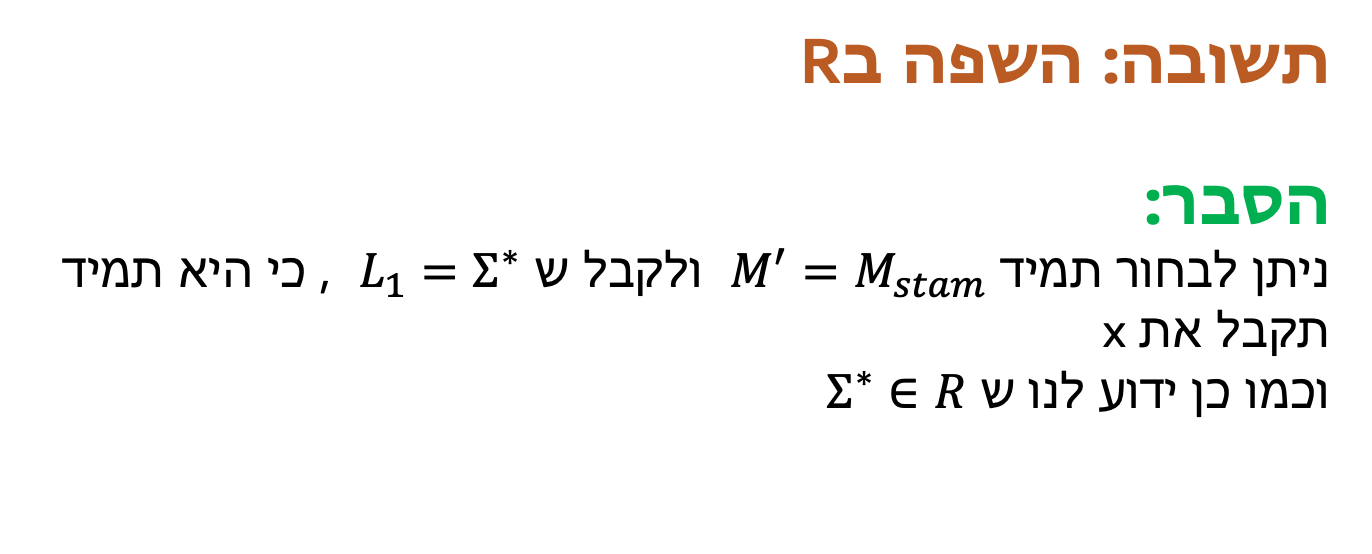 תשובה: השפה בR
הסבר:
ניתן לבחור תמיד M′ = M_stam ולקבל ש L₁ = Σ* , כי היא תמיד
תקבל את x
וכמו כן ידוע לנו ש Σ* ∈ R